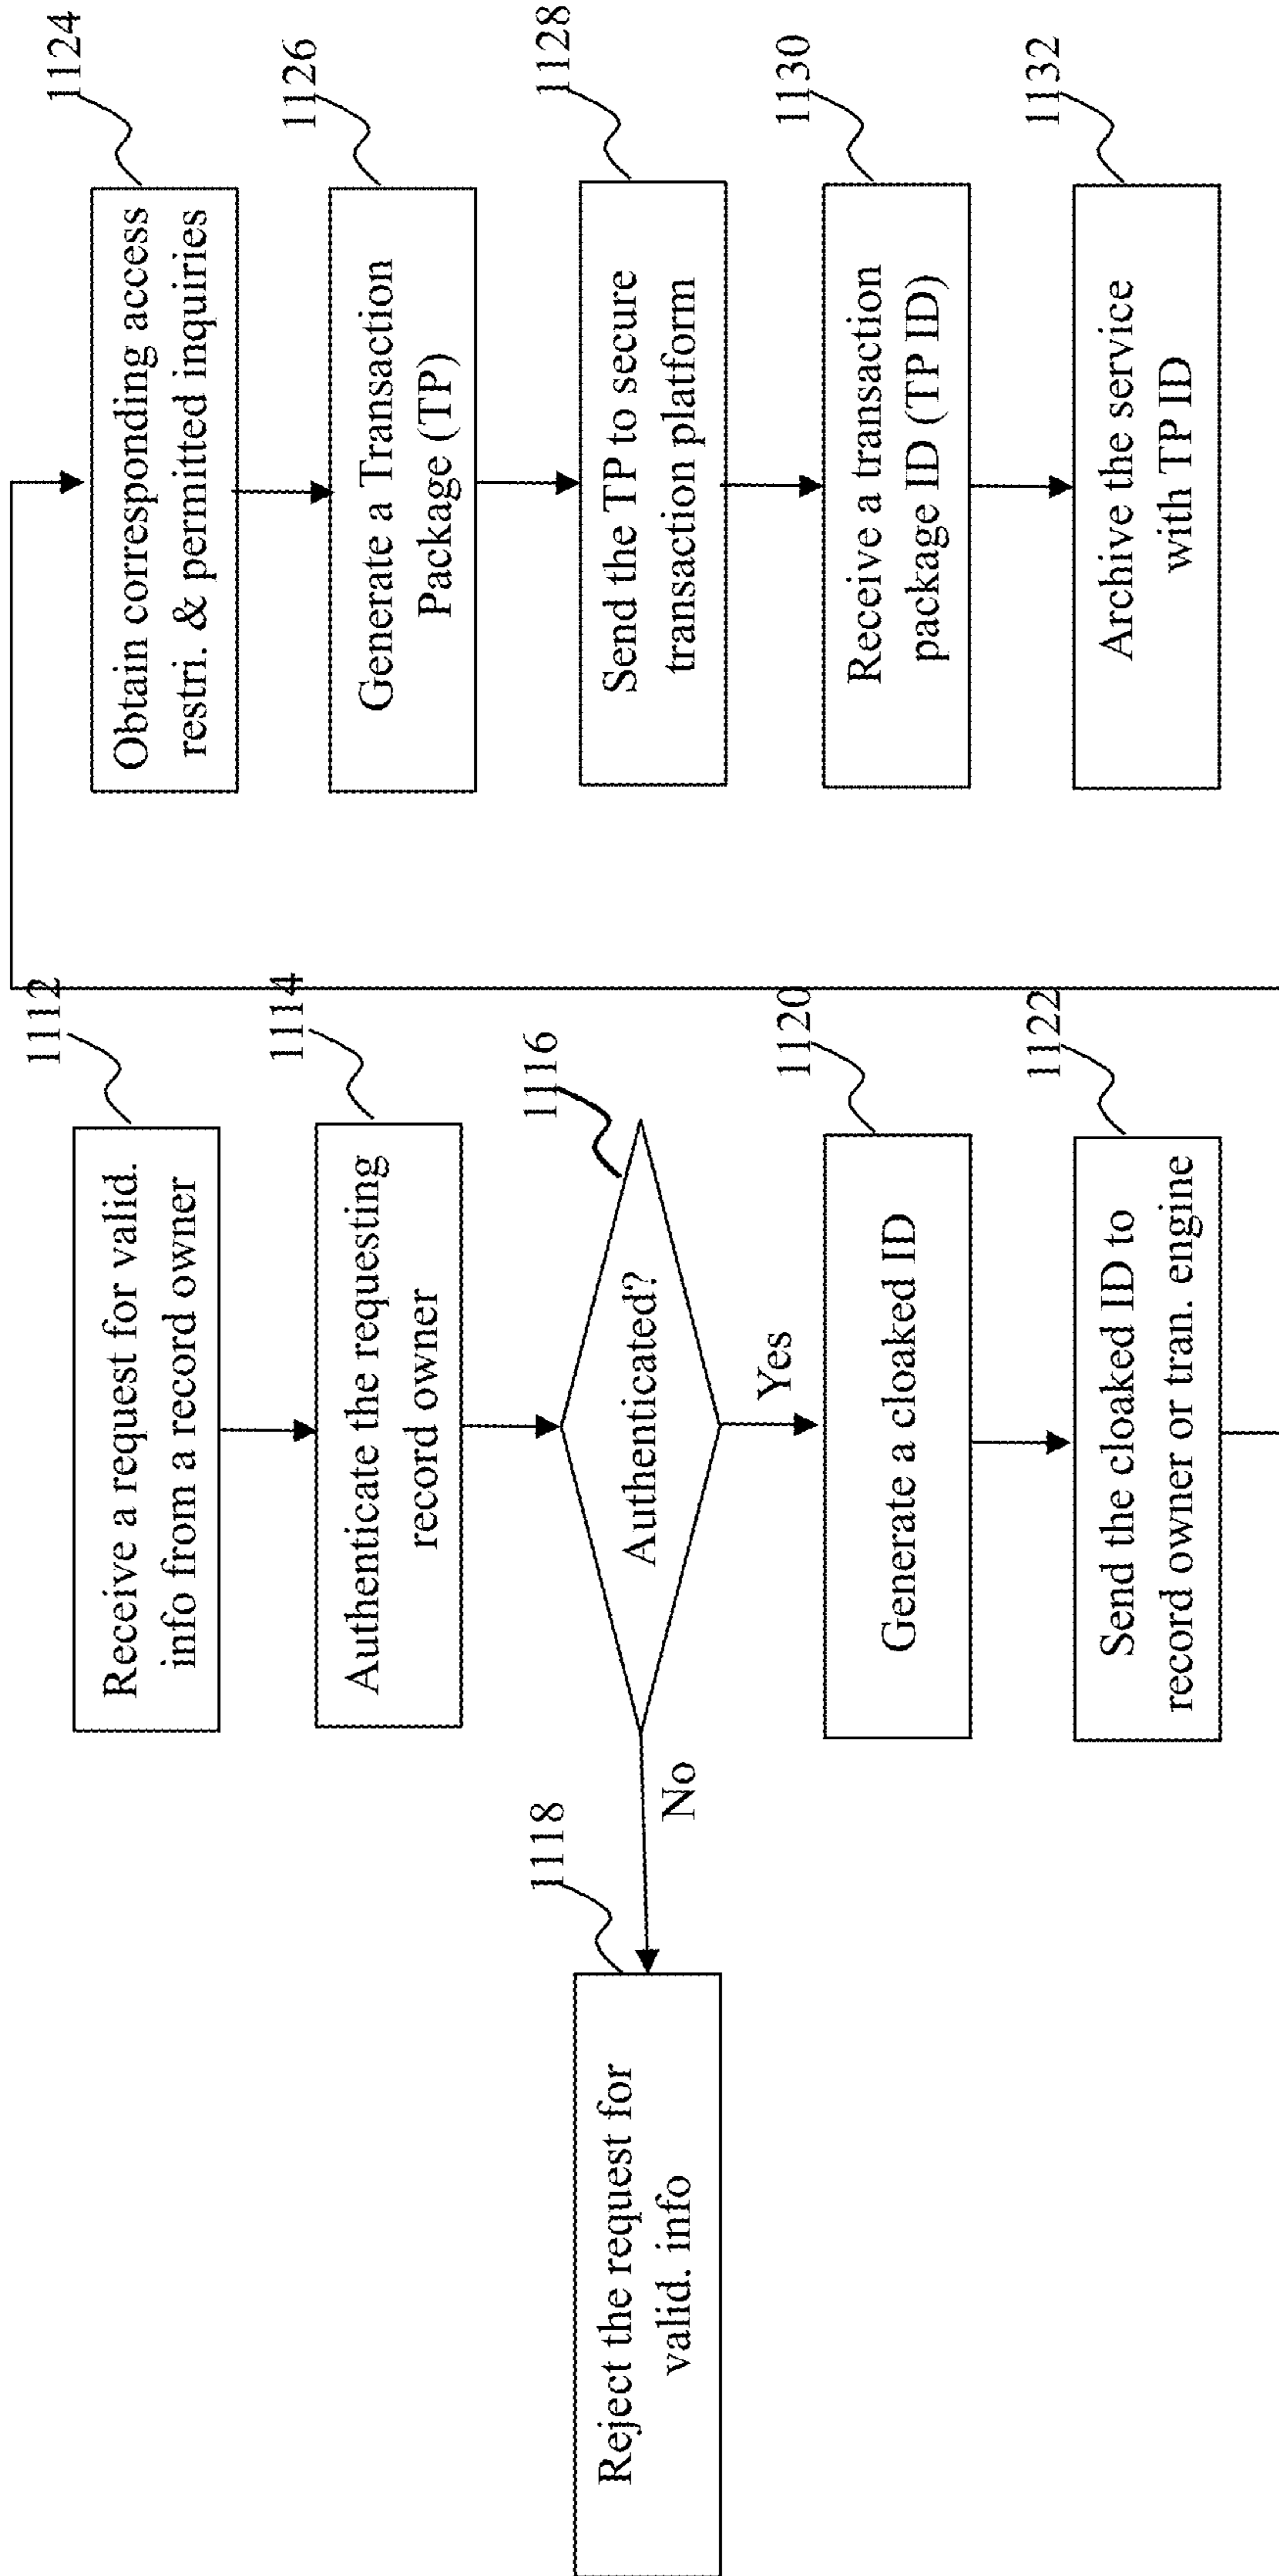 1112
Receive a request for valid.
info from a record owner
1114
Authenticate the requesting
record owner
1116
Authenticated?
No
1118
Reject the request for
valid. info
Yes
1120
Generate a cloaked ID
1122
Send the cloaked ID to
record owner or tran. engine
1124
Obtain corresponding access
restri. & permitted inquiries
1126
Generate a Transaction
Package (TP)
1128
Send the TP to secure
transaction platform
1130
Receive a transaction
package ID (TP ID)
1132
Archive the service
with TP ID